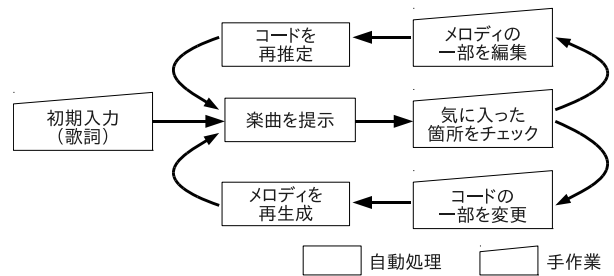 コードを
再推定
メロディの
一部を編集
初期入力
（歌詞）
楽曲を提示
気に入った
箇所をチェック
メロディを
再生成
コードの
一部を変更
自動処理
手作業